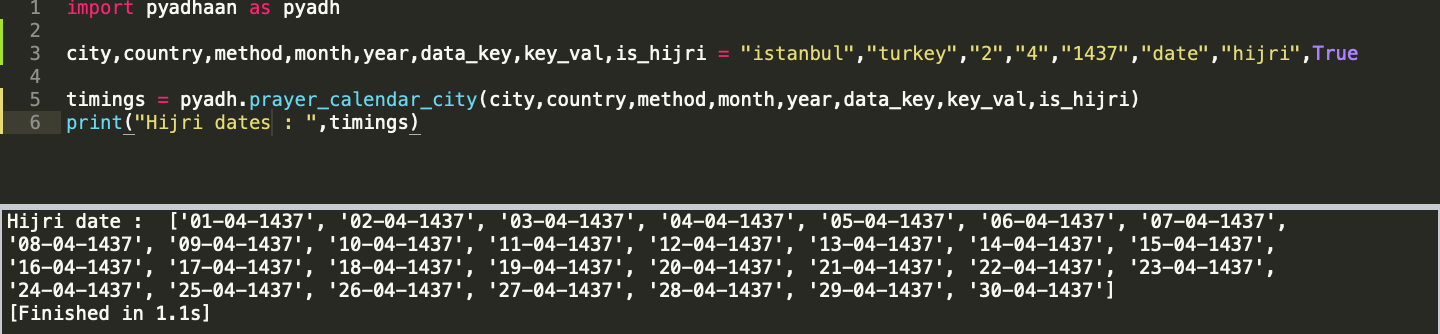 1 import pyadhaan as pyadh
2
3 city,country,method,month,year,data_key,key_val,is_hijri = "istanbul","turkey","2","4","1437","date","hijri",True
4
5 timings = pyadh.prayer_calendar_city(city,country,method,month,year,data_key,key_val,is_hijri)
6 print("Hijri dates : ",timings)
Hijri date :  ['01-04-1437', '02-04-1437', '03-04-1437', '04-04-1437', '05-04-1437', '06-04-1437', '07-04-1437',
'08-04-1437', '09-04-1437', '10-04-1437', '11-04-1437', '12-04-1437', '13-04-1437', '14-04-1437', '15-04-1437',
'16-04-1437', '17-04-1437', '18-04-1437', '19-04-1437', '20-04-1437', '21-04-1437', '22-04-1437', '23-04-1437',
'24-04-1437', '25-04-1437', '26-04-1437', '27-04-1437', '28-04-1437', '29-04-1437', '30-04-1437']
[Finished in 1.1s]